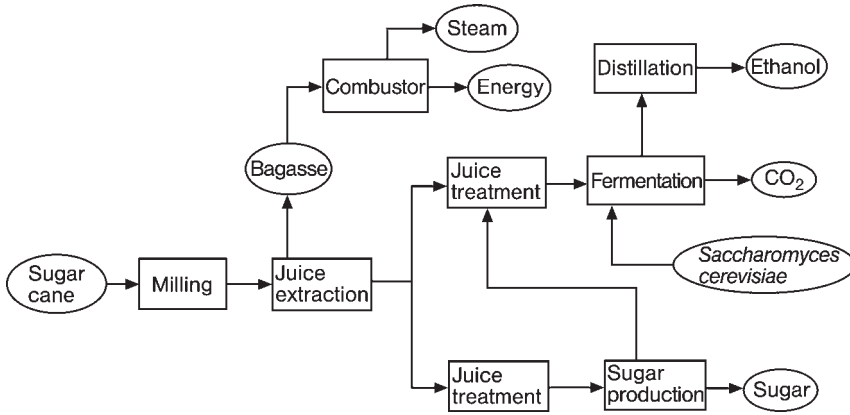 Steam
Combustor
Energy
Distillation
Ethanol
Bagasse
Juice
treatment
Fermentation
CO₂
Sugar
cane
Milling
Juice
extraction
Saccharomyces
cerevisiae
Juice
treatment
Sugar
production
Sugar